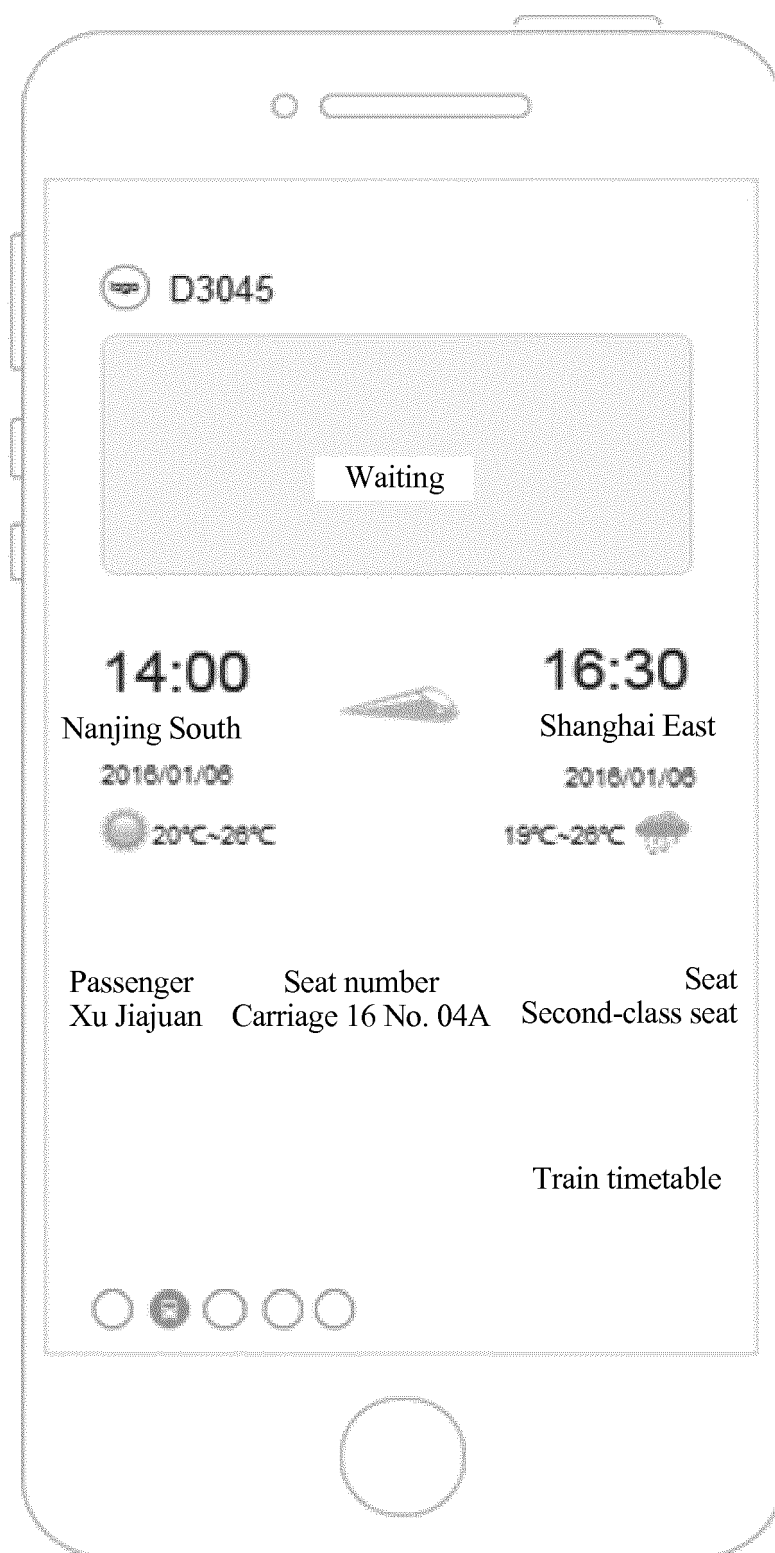 logo D3045
Waiting
14:00 16:30
Nanjing South Shanghai East
2016/01/06 2016/01/06
20℃~26℃ 19℃~26℃
Passenger Seat number Seat
Xu Jiajuan Carriage 16 No. 04A Second-class seat
Train timetable